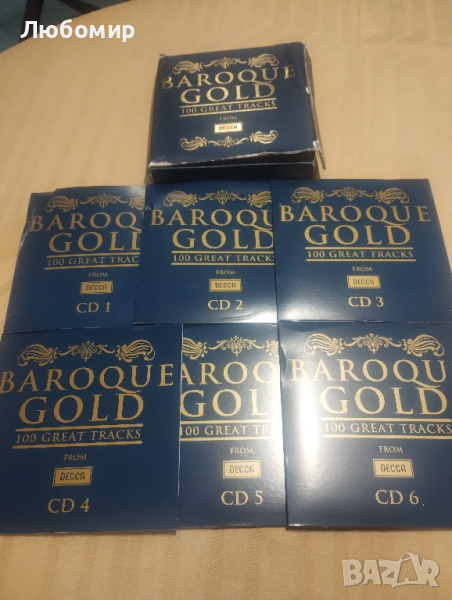 Любомир
BAROQUE
GOLD
100 GREAT TRACKS
FROM
DECCA
BAROQUE
GOLD
100 GREAT TRACKS
FROM
DECCA
CD 1
BAROQUE
GOLD
100 GREAT TRACKS
FROM
DECCA
CD 2
BAROQUE
GOLD
100 GREAT TRACKS
FROM
DECCA
CD 3
BAROQUE
GOLD
100 GREAT TRACKS
FROM
DECCA
CD 4
AROQUE
GOLD
100 GREAT TRACKS
FROM
DECCA
CD 5
BAROQU
GOLD
100 GREAT TRACKS
FROM
DECCA
CD 6
BAZAR